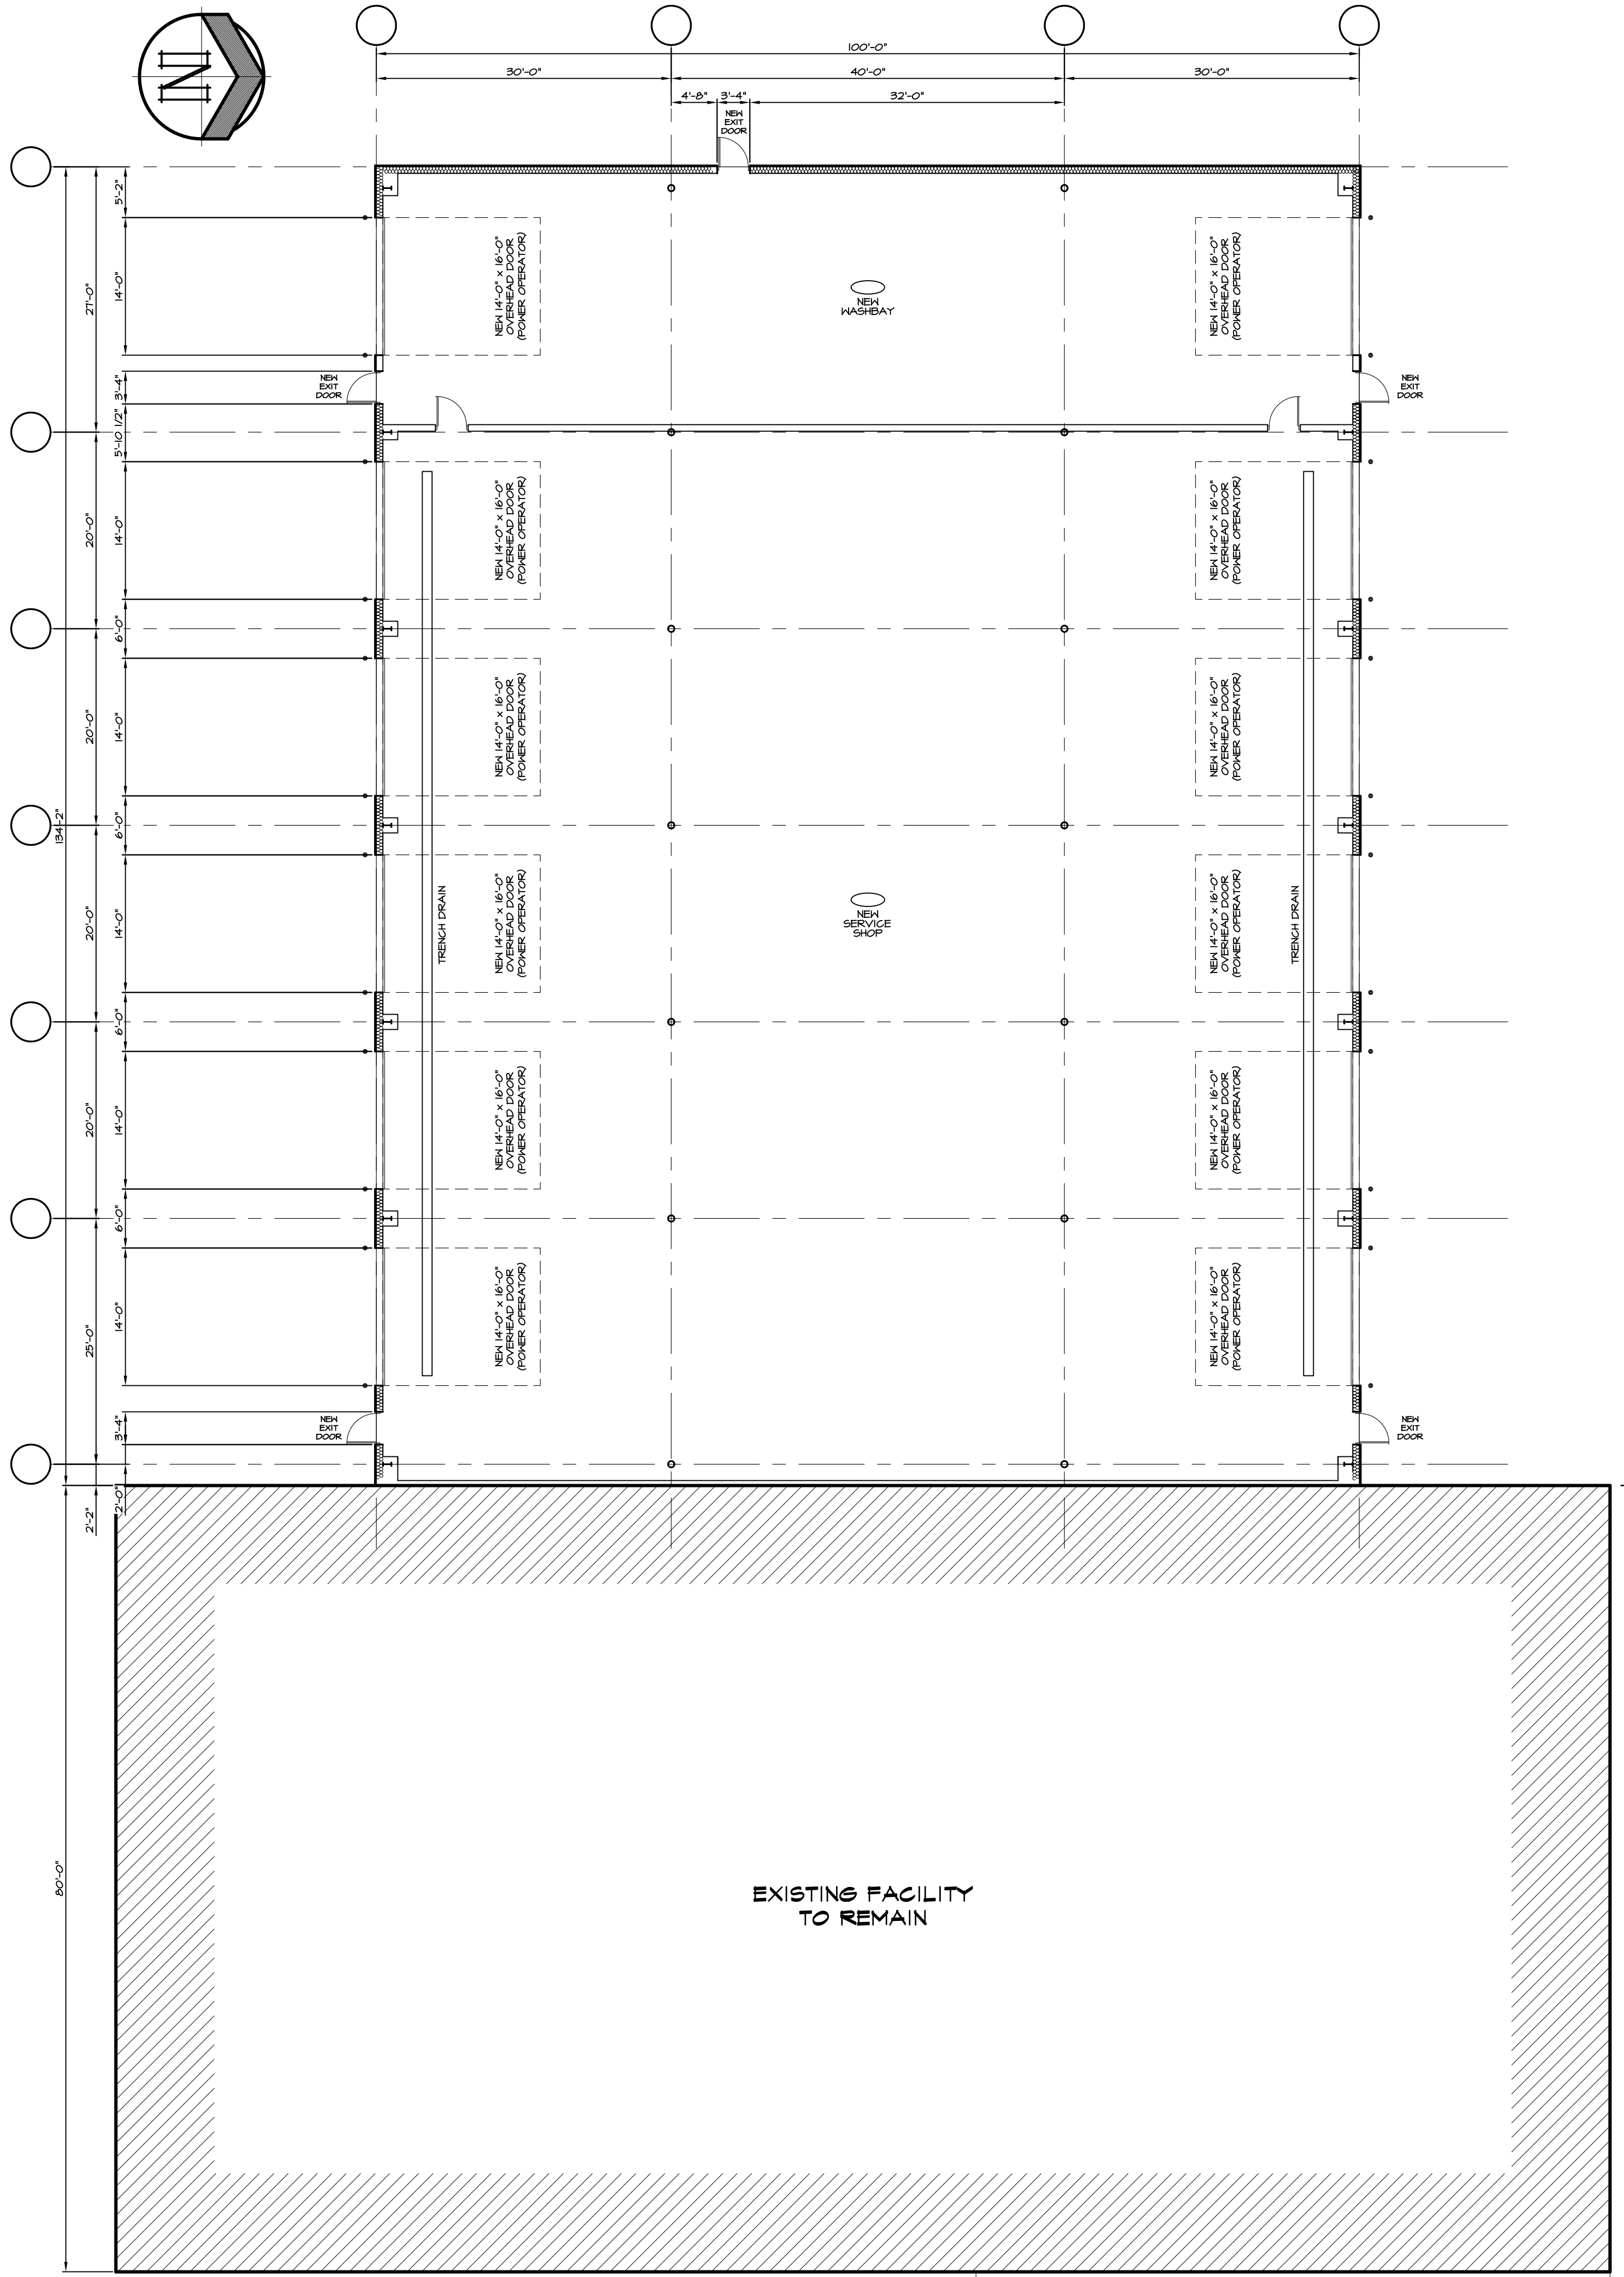 N
100'-0"
30'-0"
40'-0"
30'-0"
4'-8"
3'-4"
32'-0"
NEW
EXIT
DOOR
5'-2"
14'-0"
27'-0"
3'-4"
5'-10 1/2"
NEW 14'-0" x 16'-0"
OVERHEAD DOOR
(POWER OPERATOR)
NEW
WASHBAY
NEW 14'-0" x 16'-0"
OVERHEAD DOOR
(POWER OPERATOR)
NEW
EXIT
DOOR
NEW
EXIT
DOOR
20'-0"
14'-0"
6'-0"
NEW 14'-0" x 16'-0"
OVERHEAD DOOR
(POWER OPERATOR)
NEW 14'-0" x 16'-0"
OVERHEAD DOOR
(POWER OPERATOR)
20'-0"
14'-0"
6'-0"
134'-2"
NEW 14'-0" x 16'-0"
OVERHEAD DOOR
(POWER OPERATOR)
NEW 14'-0" x 16'-0"
OVERHEAD DOOR
(POWER OPERATOR)
20'-0"
14'-0"
6'-0"
TRENCH DRAIN
NEW 14'-0" x 16'-0"
OVERHEAD DOOR
(POWER OPERATOR)
NEW
SERVICE
SHOP
NEW 14'-0" x 16'-0"
OVERHEAD DOOR
(POWER OPERATOR)
TRENCH DRAIN
20'-0"
14'-0"
6'-0"
NEW 14'-0" x 16'-0"
OVERHEAD DOOR
(POWER OPERATOR)
NEW 14'-0" x 16'-0"
OVERHEAD DOOR
(POWER OPERATOR)
25'-0"
14'-0"
NEW 14'-0" x 16'-0"
OVERHEAD DOOR
(POWER OPERATOR)
NEW 14'-0" x 16'-0"
OVERHEAD DOOR
(POWER OPERATOR)
3'-4"
NEW
EXIT
DOOR
NEW
EXIT
DOOR
2'-0"
2'-2"
80'-0"
EXISTING FACILITY
TO REMAIN